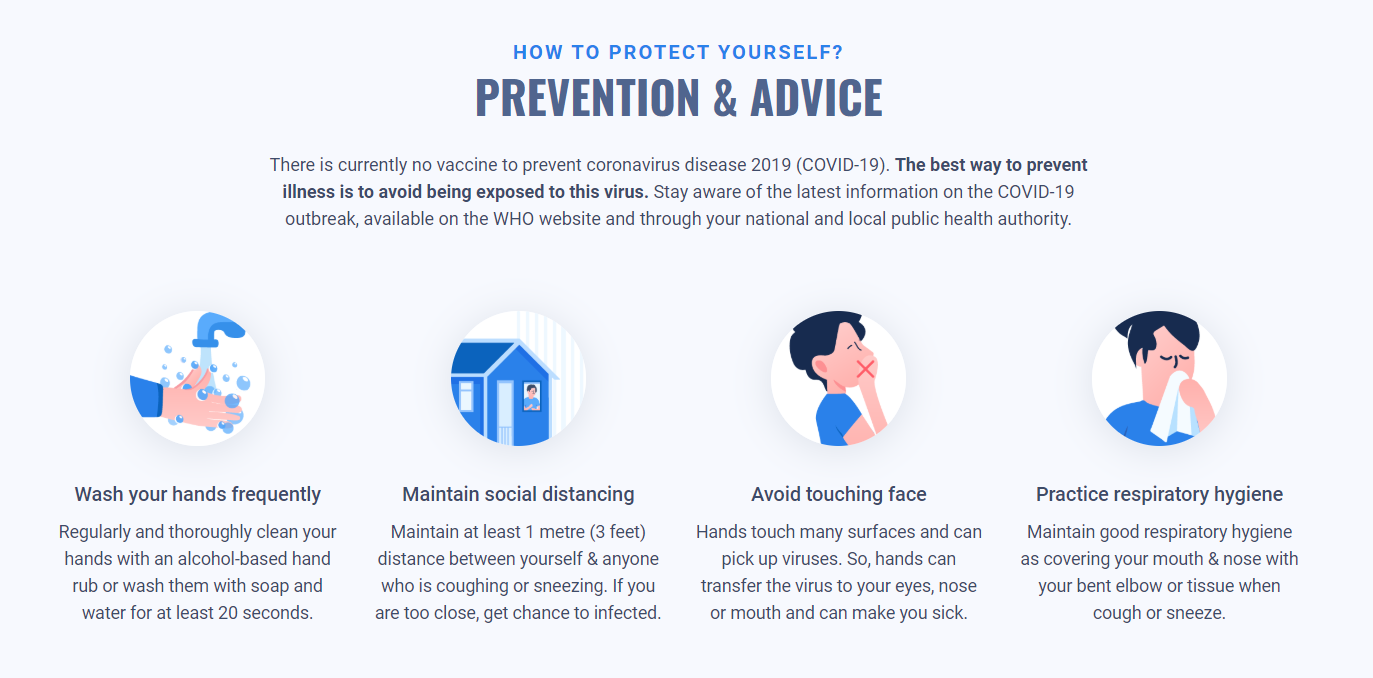 HOW TO PROTECT YOURSELF?
PREVENTION & ADVICE
There is currently no vaccine to prevent coronavirus disease 2019 (COVID-19). The best way to prevent
illness is to avoid being exposed to this virus. Stay aware of the latest information on the COVID-19
outbreak, available on the WHO website and through your national and local public health authority.
Wash your hands frequently
Regularly and thoroughly clean your
hands with an alcohol-based hand
rub or wash them with soap and
water for at least 20 seconds.
Maintain social distancing
Maintain at least 1 metre (3 feet)
distance between yourself & anyone
who is coughing or sneezing. If you
are too close, get chance to infected.
Avoid touching face
Hands touch many surfaces and can
pick up viruses. So, hands can
transfer the virus to your eyes, nose
or mouth and can make you sick.
Practice respiratory hygiene
Maintain good respiratory hygiene
as covering your mouth & nose with
your bent elbow or tissue when
cough or sneeze.